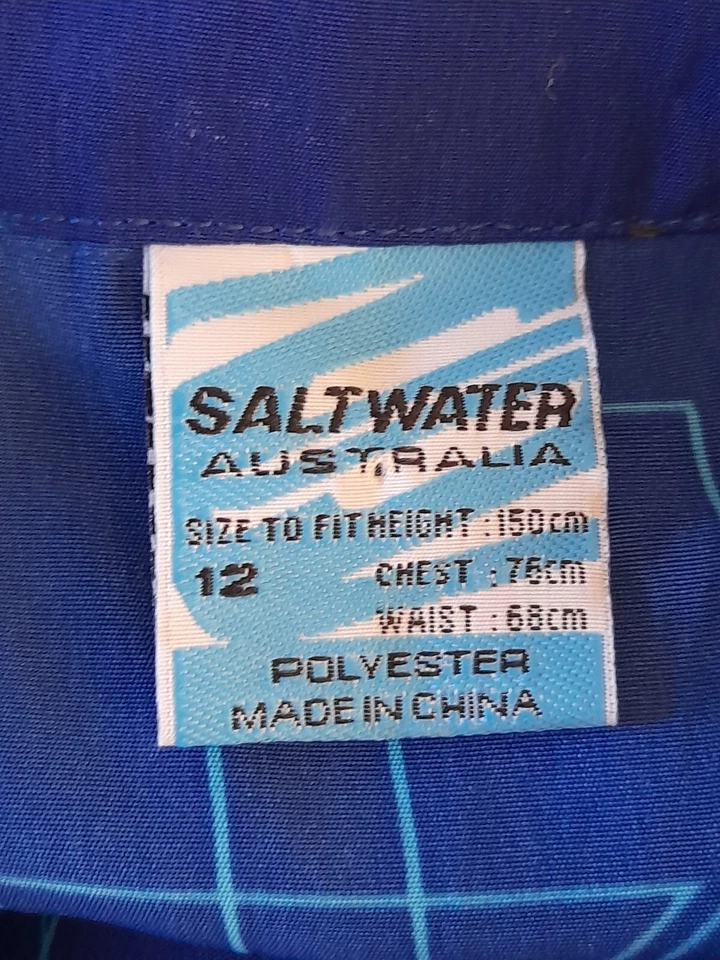 SALTWATER
AUSTRALIA
SIZE TO FIT HEIGHT : 150cm
12 CHEST : 76cm
WAIST : 68cm
POLYESTER
MADE IN CHINA